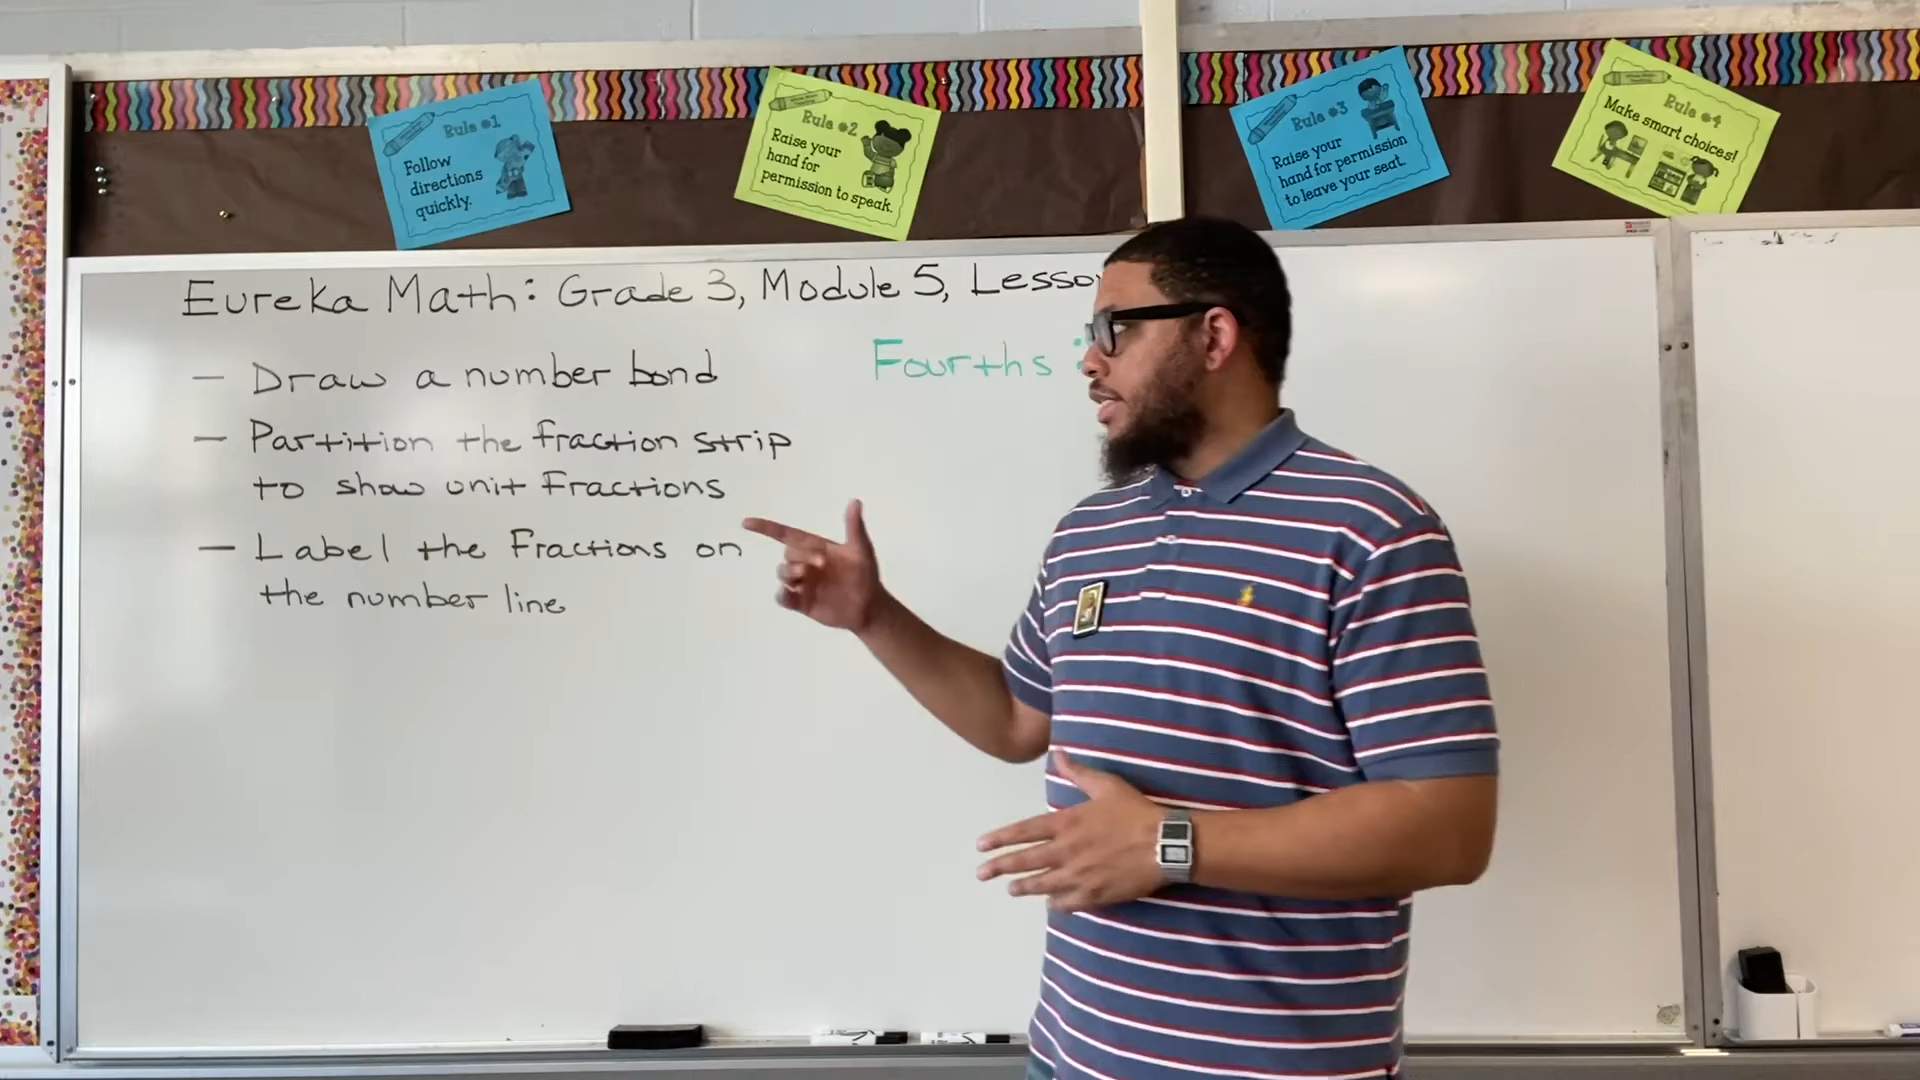 Rule #1
Follow
directions
quickly.
Rule #2
Raise your
hand for
permission to speak.
Rule #3
Raise your
hand for permission
to leave your seat.
Rule #4
Make smart choices!
Eureka Math: Grade 3, Module 5, Lesso
Fourths :
- Draw a number bond
- Partition the fraction strip
to show unit Fractions
- Label the Fractions on
the number line